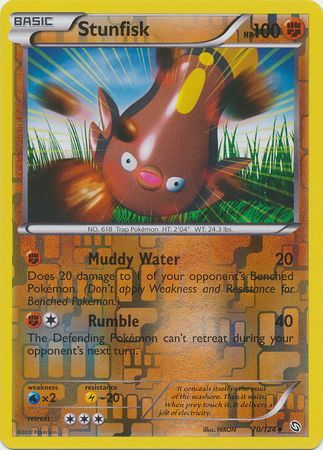 BASIC Stunfisk HP100
NO. 618 Trap Pokémon HT: 2'04" WT: 24.3 lbs.
Muddy Water 20
Does 20 damage to 1 of your opponent's Benched
Pokémon. (Don't apply Weakness and Resistance for
Benched Pokémon.)
Rumble 40
The Defending Pokémon can't retreat during your
opponent's next turn.
weakness resistance
×2 -20
retreat
It conceals itself in the mud
of the seashore. Then it waits.
When prey touch it, it delivers a
jolt of electricity.
©2012 Pokémon Illus. HiRON 70/124